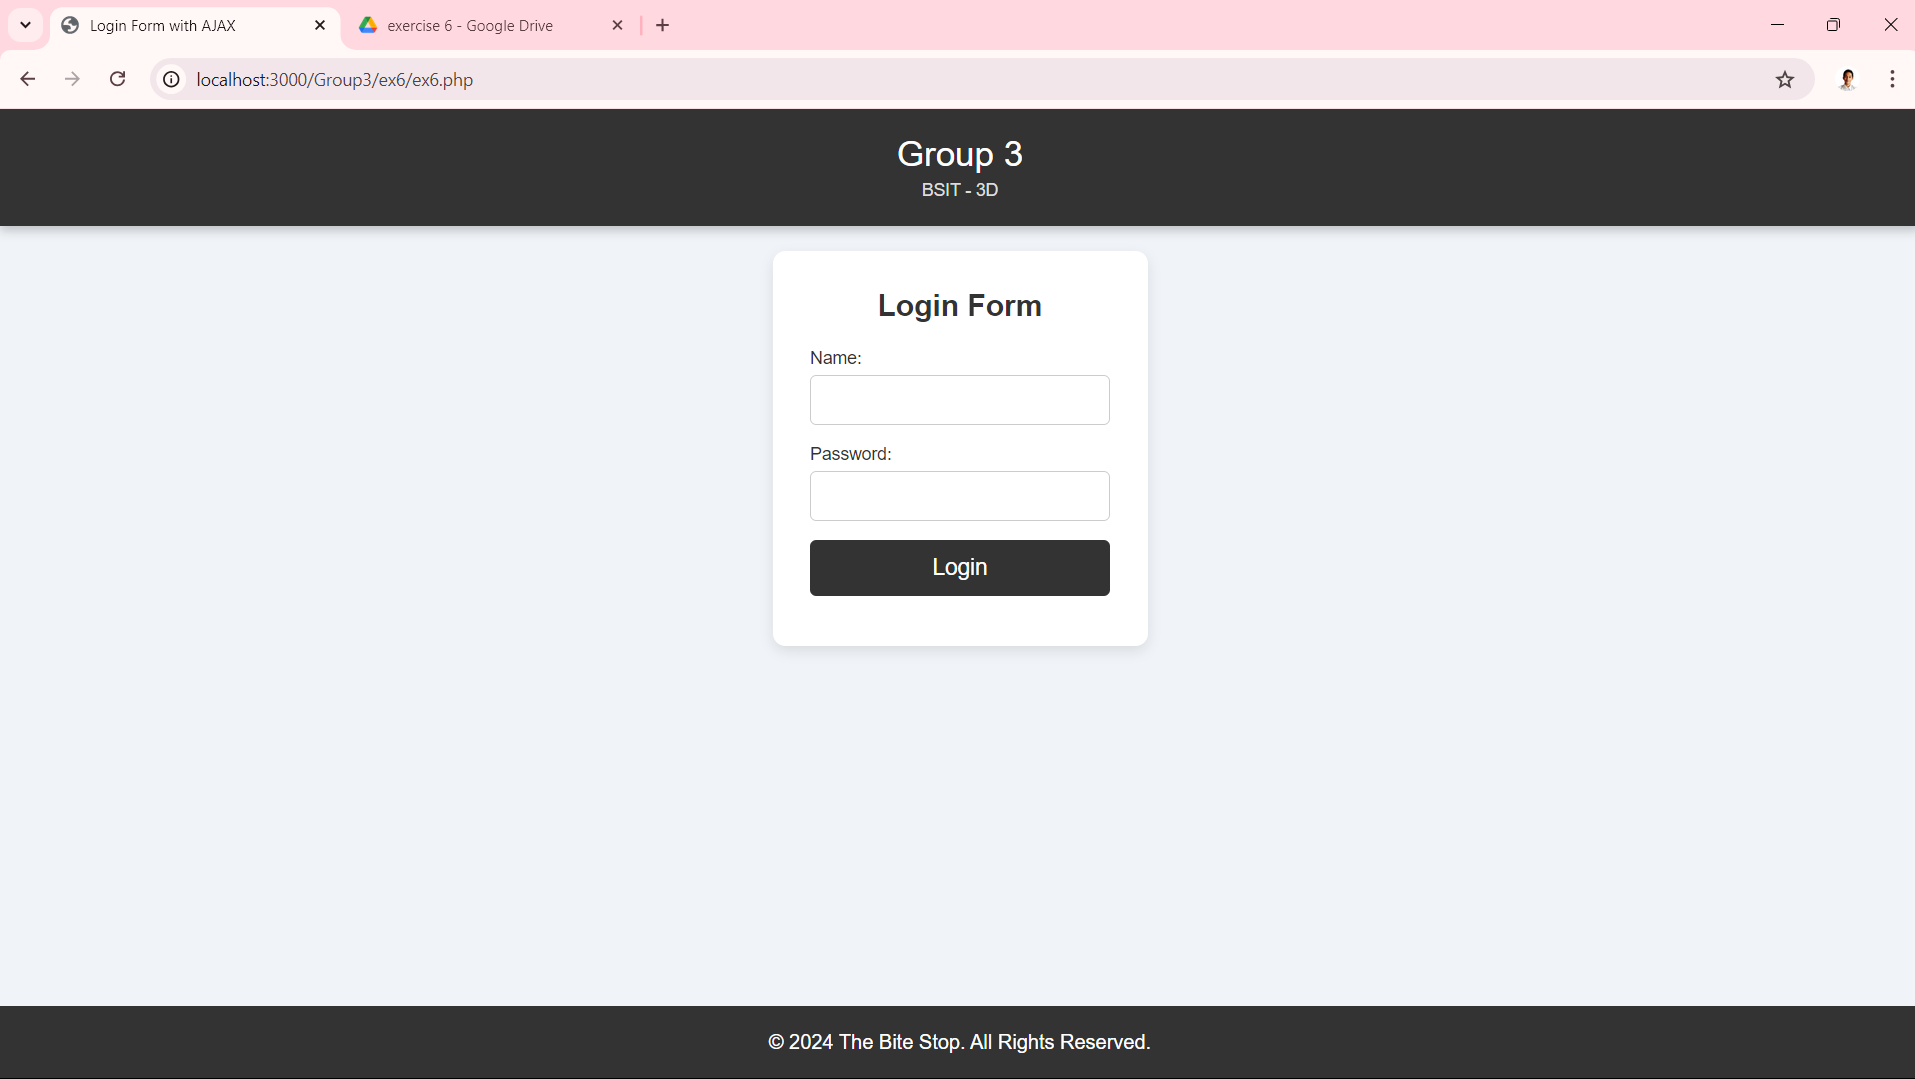 Login Form with AJAX
exercise 6 - Google Drive
localhost:3000/Group3/ex6/ex6.php
Group 3
BSIT - 3D
Login Form
Name:
Password:
Login
© 2024 The Bite Stop. All Rights Reserved.